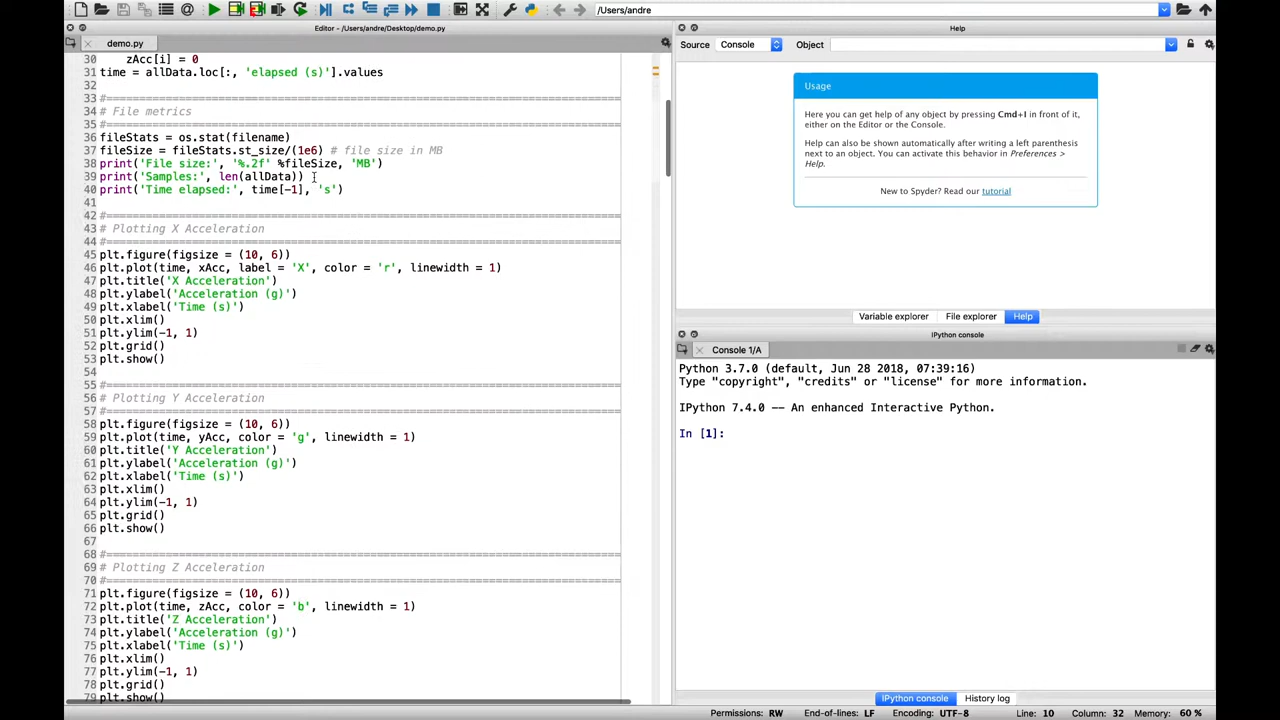 /Users/andre
Editor - /Users/andre/Desktop/demo.py
demo.py
30 zAcc[i] = 0
31 time = allData.loc[:, 'elapsed (s)'].values
32
33 #==============================================================================
34 # File metrics
35 #==============================================================================
36 fileStats = os.stat(filename)
37 fileSize = fileStats.st_size/(1e6) # file size in MB
38 print('File size:', '%.2f' %fileSize, 'MB')
39 print('Samples:', len(allData))
40 print('Time elapsed:', time[-1], 's')
41
42 #==============================================================================
43 # Plotting X Acceleration
44 #==============================================================================
45 plt.figure(figsize = (10, 6))
46 plt.plot(time, xAcc, label = 'X', color = 'r', linewidth = 1)
47 plt.title('X Acceleration')
48 plt.ylabel('Acceleration (g)')
49 plt.xlabel('Time (s)')
50 plt.xlim()
51 plt.ylim(-1, 1)
52 plt.grid()
53 plt.show()
54
55 #==============================================================================
56 # Plotting Y Acceleration
57 #==============================================================================
58 plt.figure(figsize = (10, 6))
59 plt.plot(time, yAcc, color = 'g', linewidth = 1)
60 plt.title('Y Acceleration')
61 plt.ylabel('Acceleration (g)')
62 plt.xlabel('Time (s)')
63 plt.xlim()
64 plt.ylim(-1, 1)
65 plt.grid()
66 plt.show()
67
68 #==============================================================================
69 # Plotting Z Acceleration
70 #==============================================================================
71 plt.figure(figsize = (10, 6))
72 plt.plot(time, zAcc, color = 'b', linewidth = 1)
73 plt.title('Z Acceleration')
74 plt.ylabel('Acceleration (g)')
75 plt.xlabel('Time (s)')
76 plt.xlim()
77 plt.ylim(-1, 1)
78 plt.grid()
79 plt.show()
Help
Source Console Object
Usage
Here you can get help of any object by pressing Cmd+I in front of it,
either on the Editor or the Console.
Help can also be shown automatically after writing a left parenthesis
next to an object. You can activate this behavior in Preferences >
Help.
New to Spyder? Read our tutorial
Variable explorer File explorer Help
IPython console
Console 1/A
Python 3.7.0 (default, Jun 28 2018, 07:39:16)
Type "copyright", "credits" or "license" for more information.
IPython 7.4.0 -- An enhanced Interactive Python.
In [1]:
IPython console History log
Permissions: RW End-of-lines: LF Encoding: UTF-8 Line: 10 Column: 32 Memory: 60 %